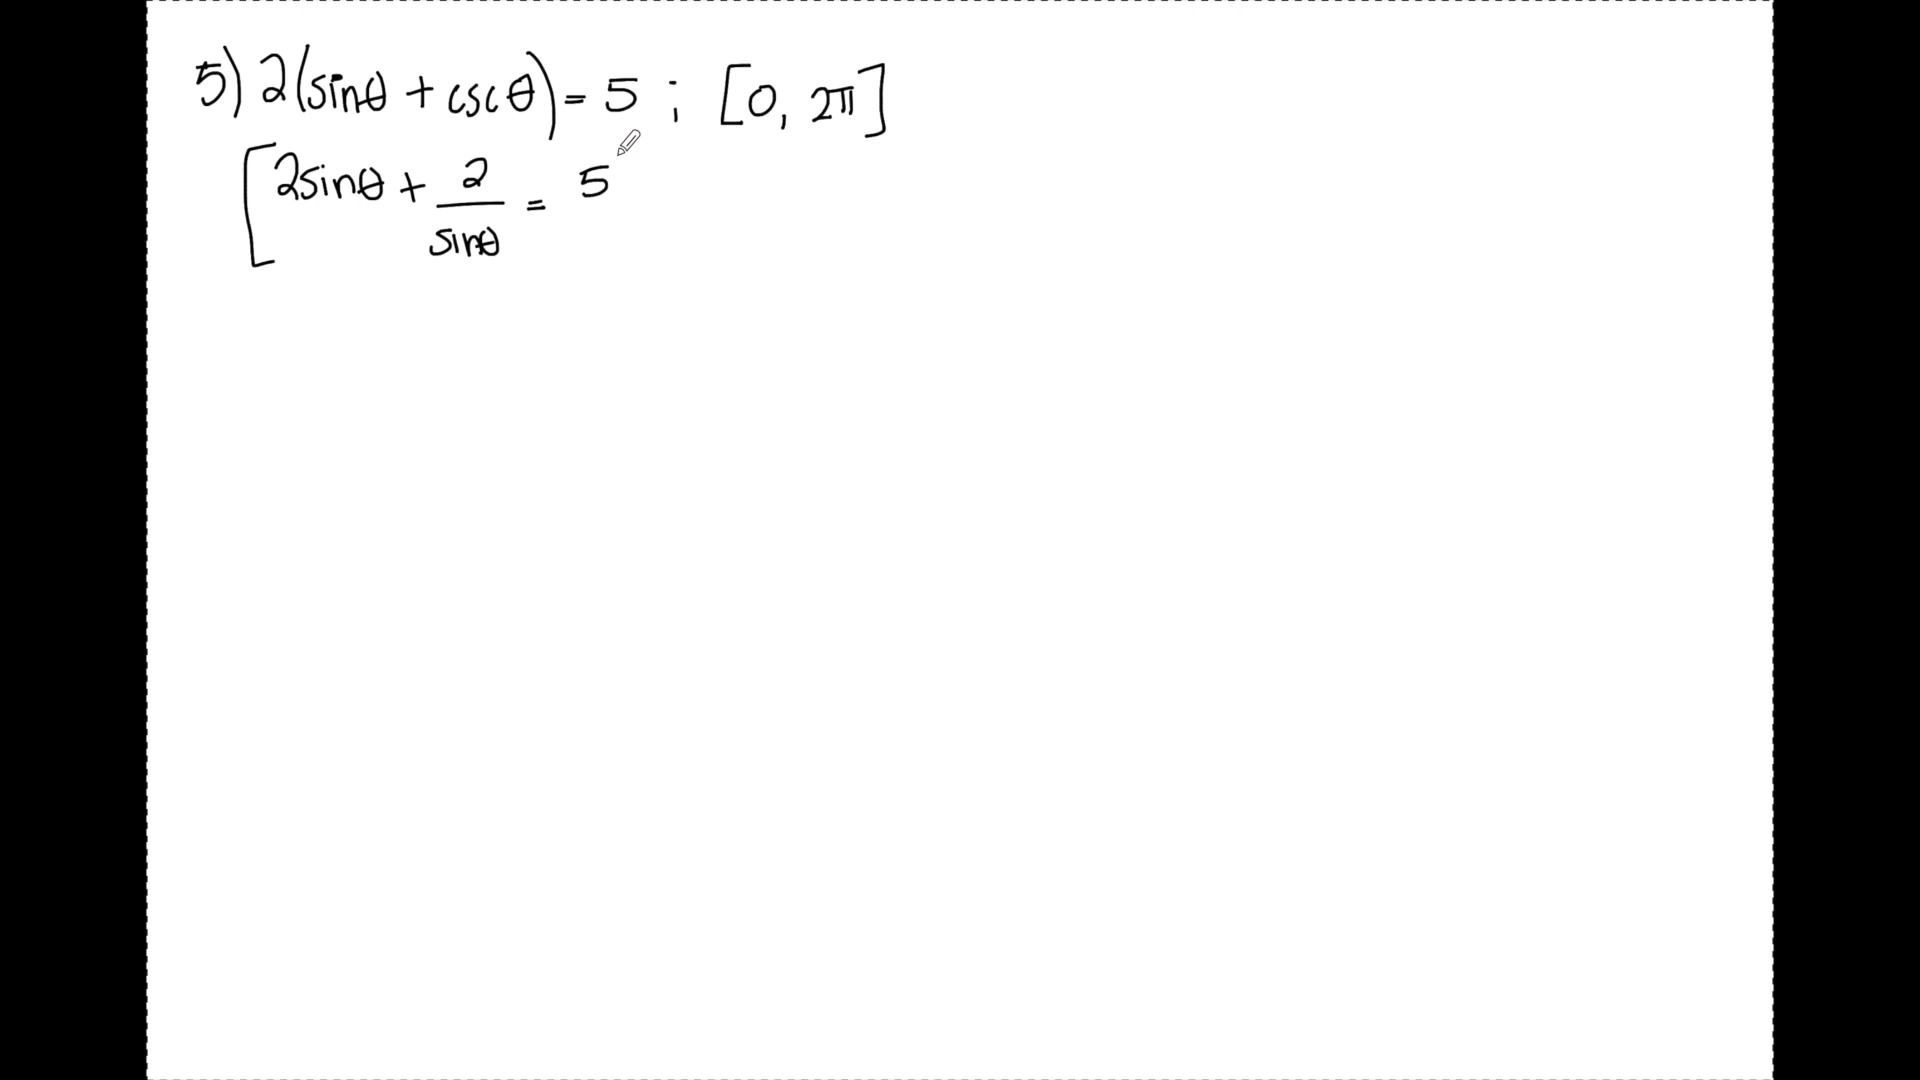 5) 2(sinθ + cscθ) = 5 ; [0, 2π]
[2sinθ + 2/sinθ = 5